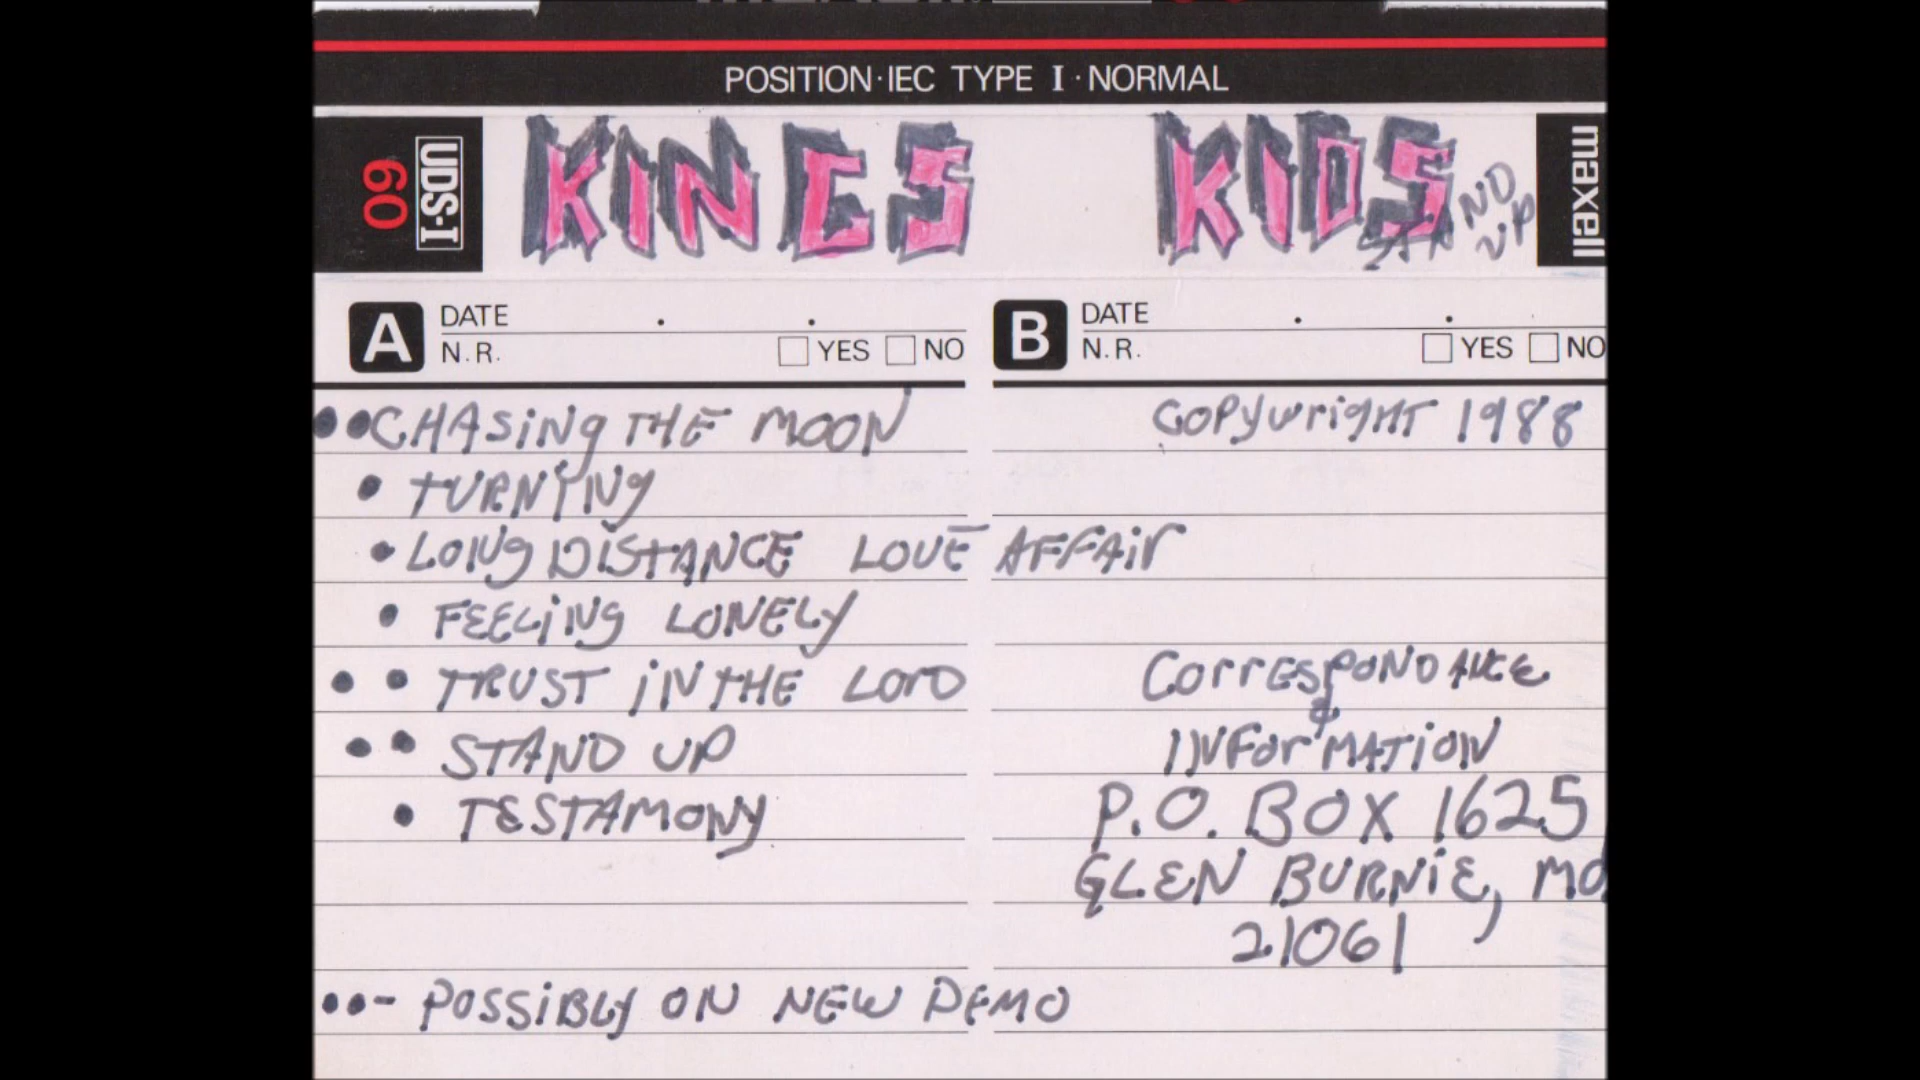 POSITION·IEC TYPE I·NORMAL
60
UDS-I
KINGS KIDS
STAND UP
maxell
A DATE . .
N.R. YES NO
B DATE . .
N.R. YES NO
••CHASiNg THE MOON
• TURNYNg
•LONg DiSTANCE LOVE AFFAir
• FEELiNg LONELY
• • TRUST iN THE LorD
• • STAND UP
• TESTAMONY
••- POSSiBLy ON NEW DEMO
COPywrigHT 1988
CorrESPONDANCE
&
INForMATiON
P.O. BOX 1625
GLEN BURNiE, MD
21061